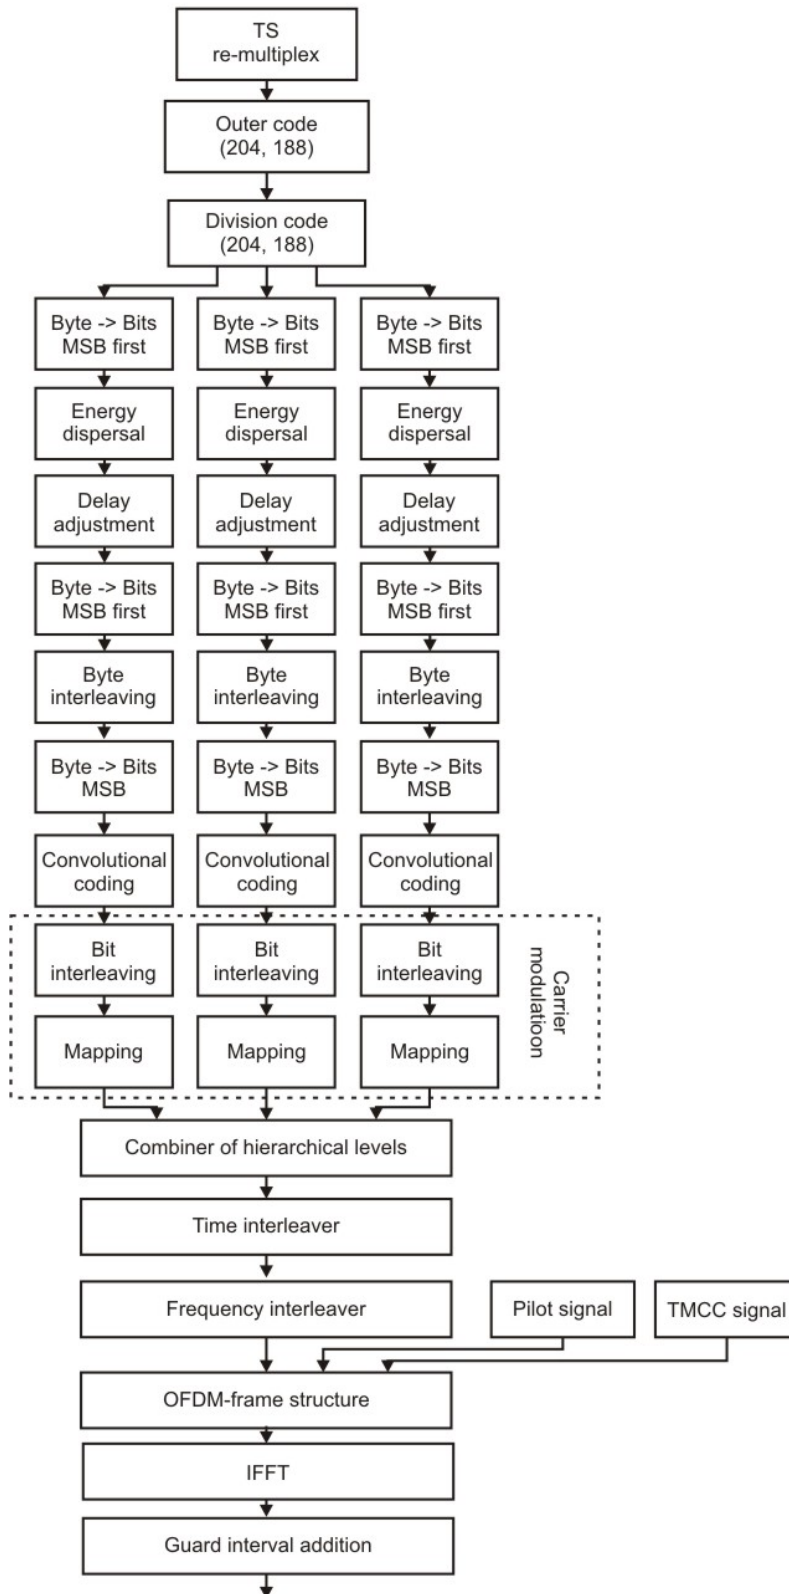 TS
re-multiplex
Outer code
(204, 188)
Division code
(204, 188)
Byte -> Bits
MSB first
Byte -> Bits
MSB first
Byte -> Bits
MSB first
Energy
dispersal
Energy
dispersal
Energy
dispersal
Delay
adjustment
Delay
adjustment
Delay
adjustment
Byte -> Bits
MSB first
Byte -> Bits
MSB first
Byte -> Bits
MSB first
Byte
interleaving
Byte
interleaving
Byte
interleaving
Byte -> Bits
MSB
Byte -> Bits
MSB
Byte -> Bits
MSB
Convolutional
coding
Convolutional
coding
Convolutional
coding
Bit
interleaving
Bit
interleaving
Bit
interleaving
Carrier
modulatioon
Mapping
Mapping
Mapping
Combiner of hierarchical levels
Time interleaver
Frequency interleaver
Pilot signal
TMCC signal
OFDM-frame structure
IFFT
Guard interval addition